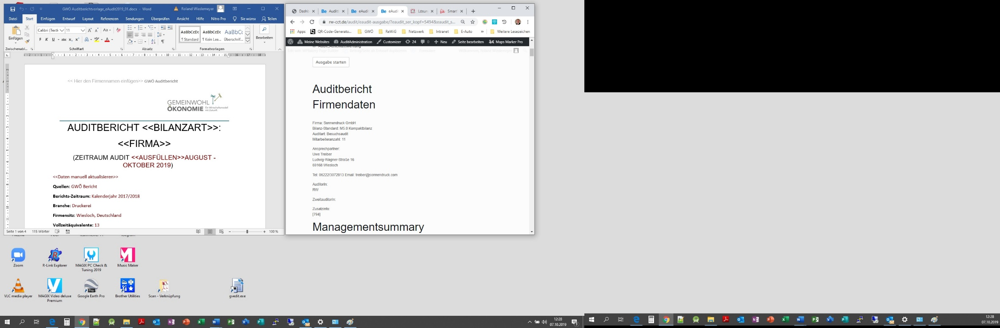 GWÖ Auditberichtvorlage_eAudit2019_01.docx - Word
Roland Wiedemeyer
Datei Start Einfügen Entwurf Layout Referenzen Sendungen Überprüfen Ansicht Hilfe Nitro Pro Sie wüns Teilen
Calibri (Textk 11
Einfügen
F K U abc x₂ x²
AaBbCcDc AaBbCcDc AaBbCc
¶ Standard ¶ Kein Lee... Überschrif...
Bearbeiten
Zwischenabl... Schriftart Absatz Formatvorlagen
<< Hier den Firmennamen einfügen>> GWÖ Auditbericht
GEMEINWOHL
ÖKONOMIE Ein Wirtschaftsmodell
mit Zukunft
AUDITBERICHT <<BILANZART>>:
<<FIRMA>>
(ZEITRAUM AUDIT <<AUSFÜLLEN>>AUGUST -
OKTOBER 2019)
<<Daten manuell aktualisieren>>
Quellen: GWÖ Bericht
Berichts-Zeitraum: Kalenderjahr 2017/2018
Branche: Druckerei
Firmensitz: Wiesloch, Deutschland
Vollzeitäquivalente: 13
Seite 1 von 4 115 Wörter 100 %
Dashb Be Auditb Be eAudit Be eAudit Lösun Smart
rw-cct.de/audit/eaudit-ausgabe/?eaudit_ser_kopf=5494&eaudit_s...
Apps QR-Code-Generato... GWÖ ReWiG Netzwerk Intranet E-Auto » Weitere Lesezeichen
Meine Websites AuditAdministration Customizer 24 0 Neu Seite bearbeiten Maps Marker Pro
Ausgabe starten
Auditbericht
Firmendaten
Firma: Sonnendruck GmbH
Bilanz-Standard: M5.0 Kompaktbilanz
Auditart: Besuchsaudit
Mitarbeiteranzahl: 11
Ansprechpartner:
Uwe Treiber
Ludwig-Wagner-Straße 16
69168 Wiesloch
Tel: 06222/3072813 Email: treiber@sonnendruck.com
AuditorIn:
RW
ZweitauditorIn:
Zusatzinfo:
[794]
Managementsummary
Zoom
R-Link Explorer
MAGIX PC Check &
Tuning 2019
Music Maker
VLC media player
MAGIX Video deluxe
Premium
Google Earth Pro
Brother Utilities
Scan - Verknüpfung
gvedit.exe
12:28
07.10.2019
12:28
07.10.2019